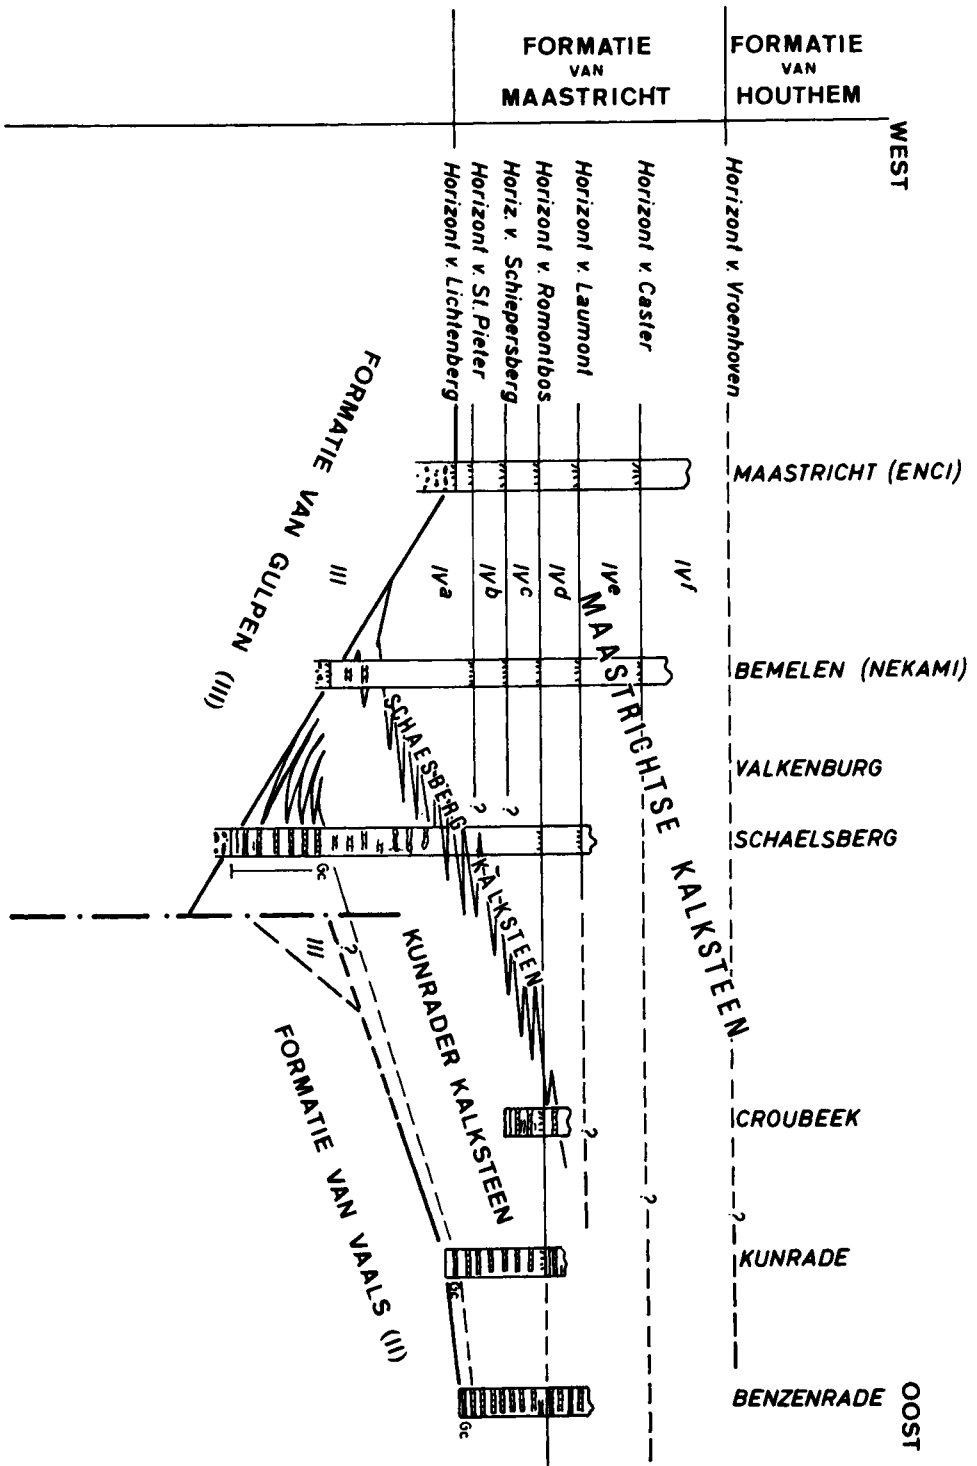 FORMATIE
VAN
MAASTRICHT
FORMATIE
VAN
HOUTHEM
WEST
Horizont v. Lichtenberg
Horizont v. St. Pieter
Horiz. v. Schiepersberg
Horizont v. Romontbos
Horizont v. Laumont
Horizont v. Caster
Horizont v. Vroenhoven
MAASTRICHT (ENCI)
FORMATIE VAN GULPEN (III)
III
IVa
IVb
IVc
IVd
IVe
IVf
BEMELEN (NEKAMI)
MAASTRICHTSE KALKSTEEN
SCHAESBERG KALKSTEEN
VALKENBURG
? ?
SCHAELSBERG
Gc
III
?
KUNRADER KALKSTEEN
FORMATIE VAN VAALS (II)
CROUBEEK
?
?
?
KUNRADE
Gc
BENZENRADE
Gc
OOST